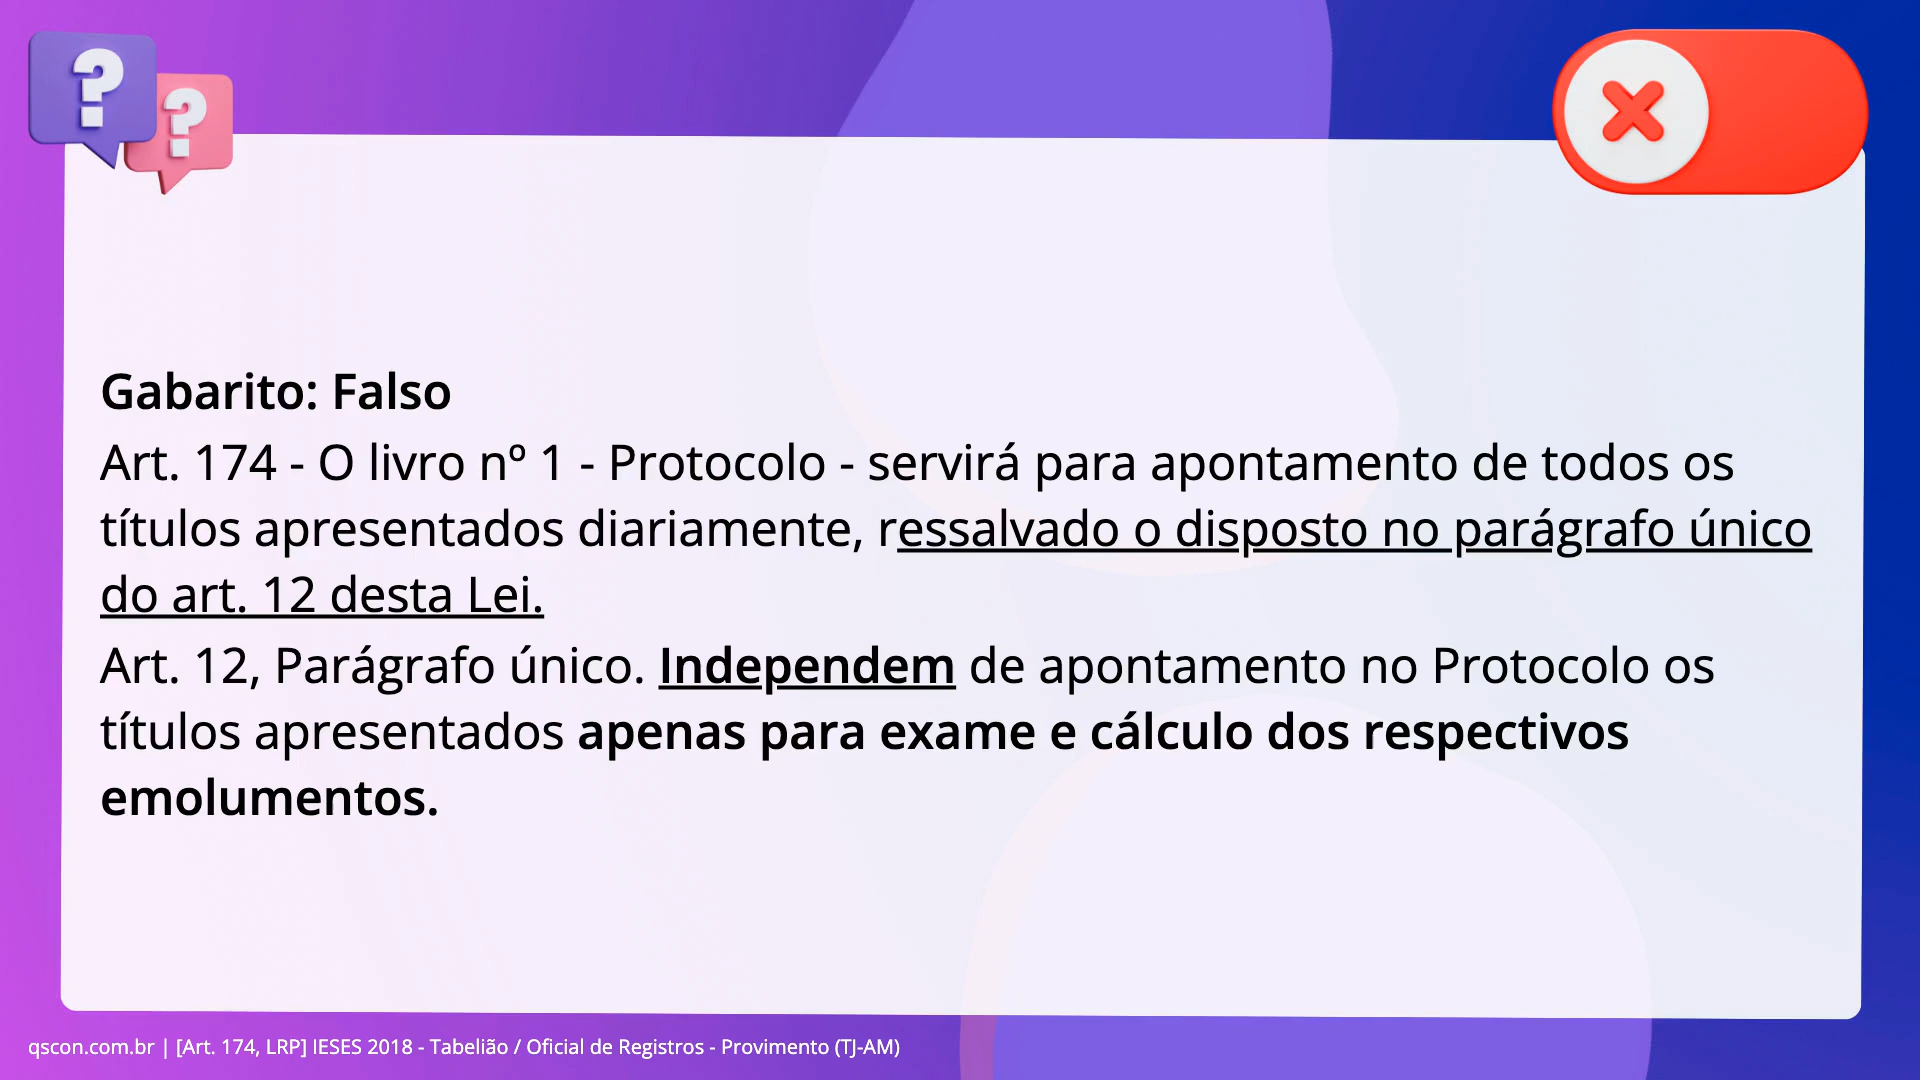 ?
?
Gabarito: Falso
Art. 174 - O livro nº 1 - Protocolo - servirá para apontamento de todos os
títulos apresentados diariamente, ressalvado o disposto no parágrafo único
do art. 12 desta Lei.
Art. 12, Parágrafo único. Independem de apontamento no Protocolo os
títulos apresentados apenas para exame e cálculo dos respectivos
emolumentos.
qscon.com.br | [Art. 174, LRP] IESES 2018 - Tabelião / Oficial de Registros - Provimento (TJ-AM)